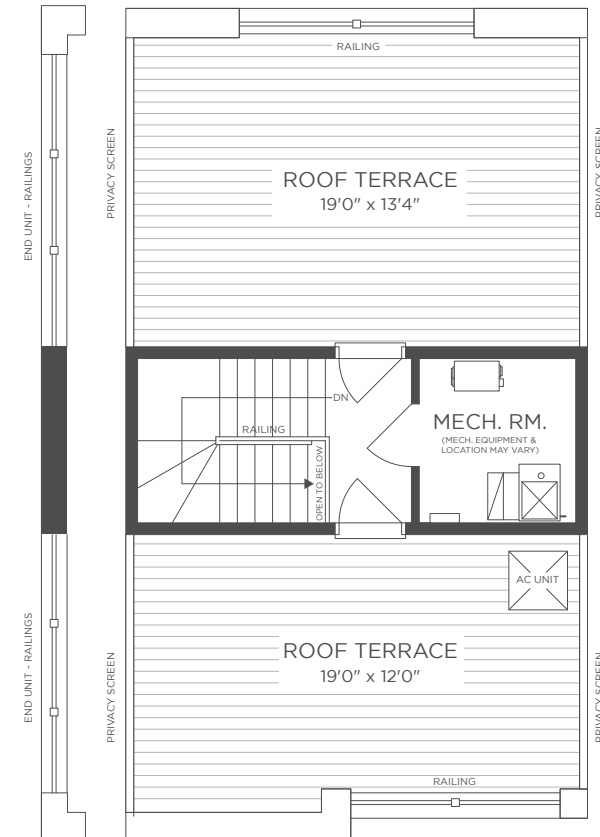 RAILING
END UNIT - RAILINGS
PRIVACY SCREEN
PRIVACY SCREEN
ROOF TERRACE
19'0" x 13'4"
DN
RAILING
OPEN TO BELOW
MECH. RM.
(MECH. EQUIPMENT &
LOCATION MAY VARY)
AC UNIT
END UNIT - RAILINGS
PRIVACY SCREEN
PRIVACY SCREEN
ROOF TERRACE
19'0" x 12'0"
RAILING